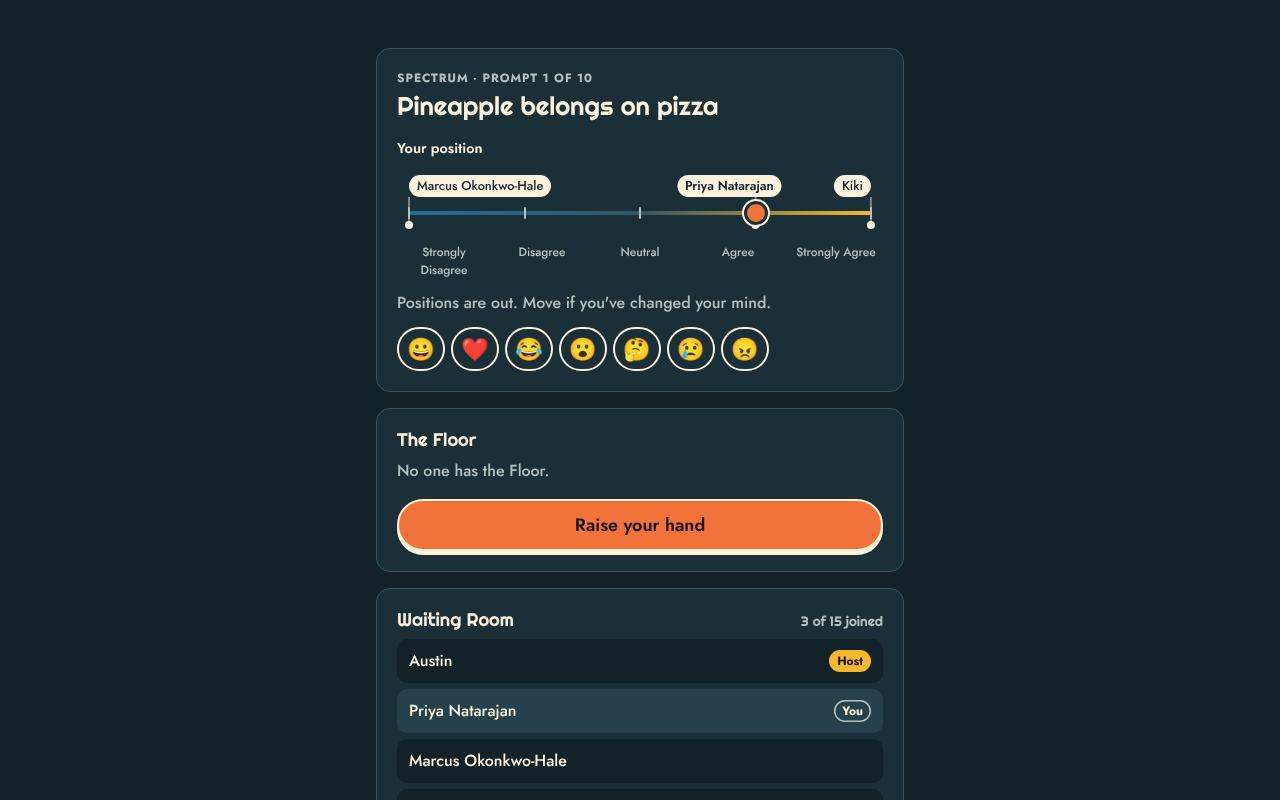 SPECTRUM · PROMPT 1 OF 10
Pineapple belongs on pizza
Your position
Marcus Okonkwo-Hale Priya Natarajan Kiki
Strongly Disagree Disagree Neutral Agree Strongly Agree
Positions are out. Move if you've changed your mind.
The Floor
No one has the Floor.
Raise your hand
Waiting Room 3 of 15 joined
Austin Host
Priya Natarajan You
Marcus Okonkwo-Hale